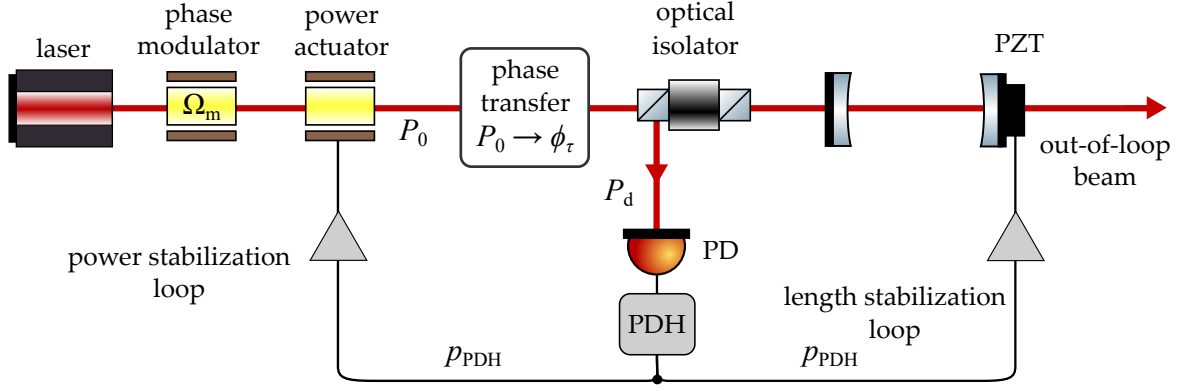 laser
phase
modulator
Ωm
power
actuator
P0
phase
transfer
P0 → ϕτ
optical
isolator
PZT
out-of-loop
beam
Pd
PD
power stabilization
loop
PDH
length stabilization
loop
pPDH
pPDH